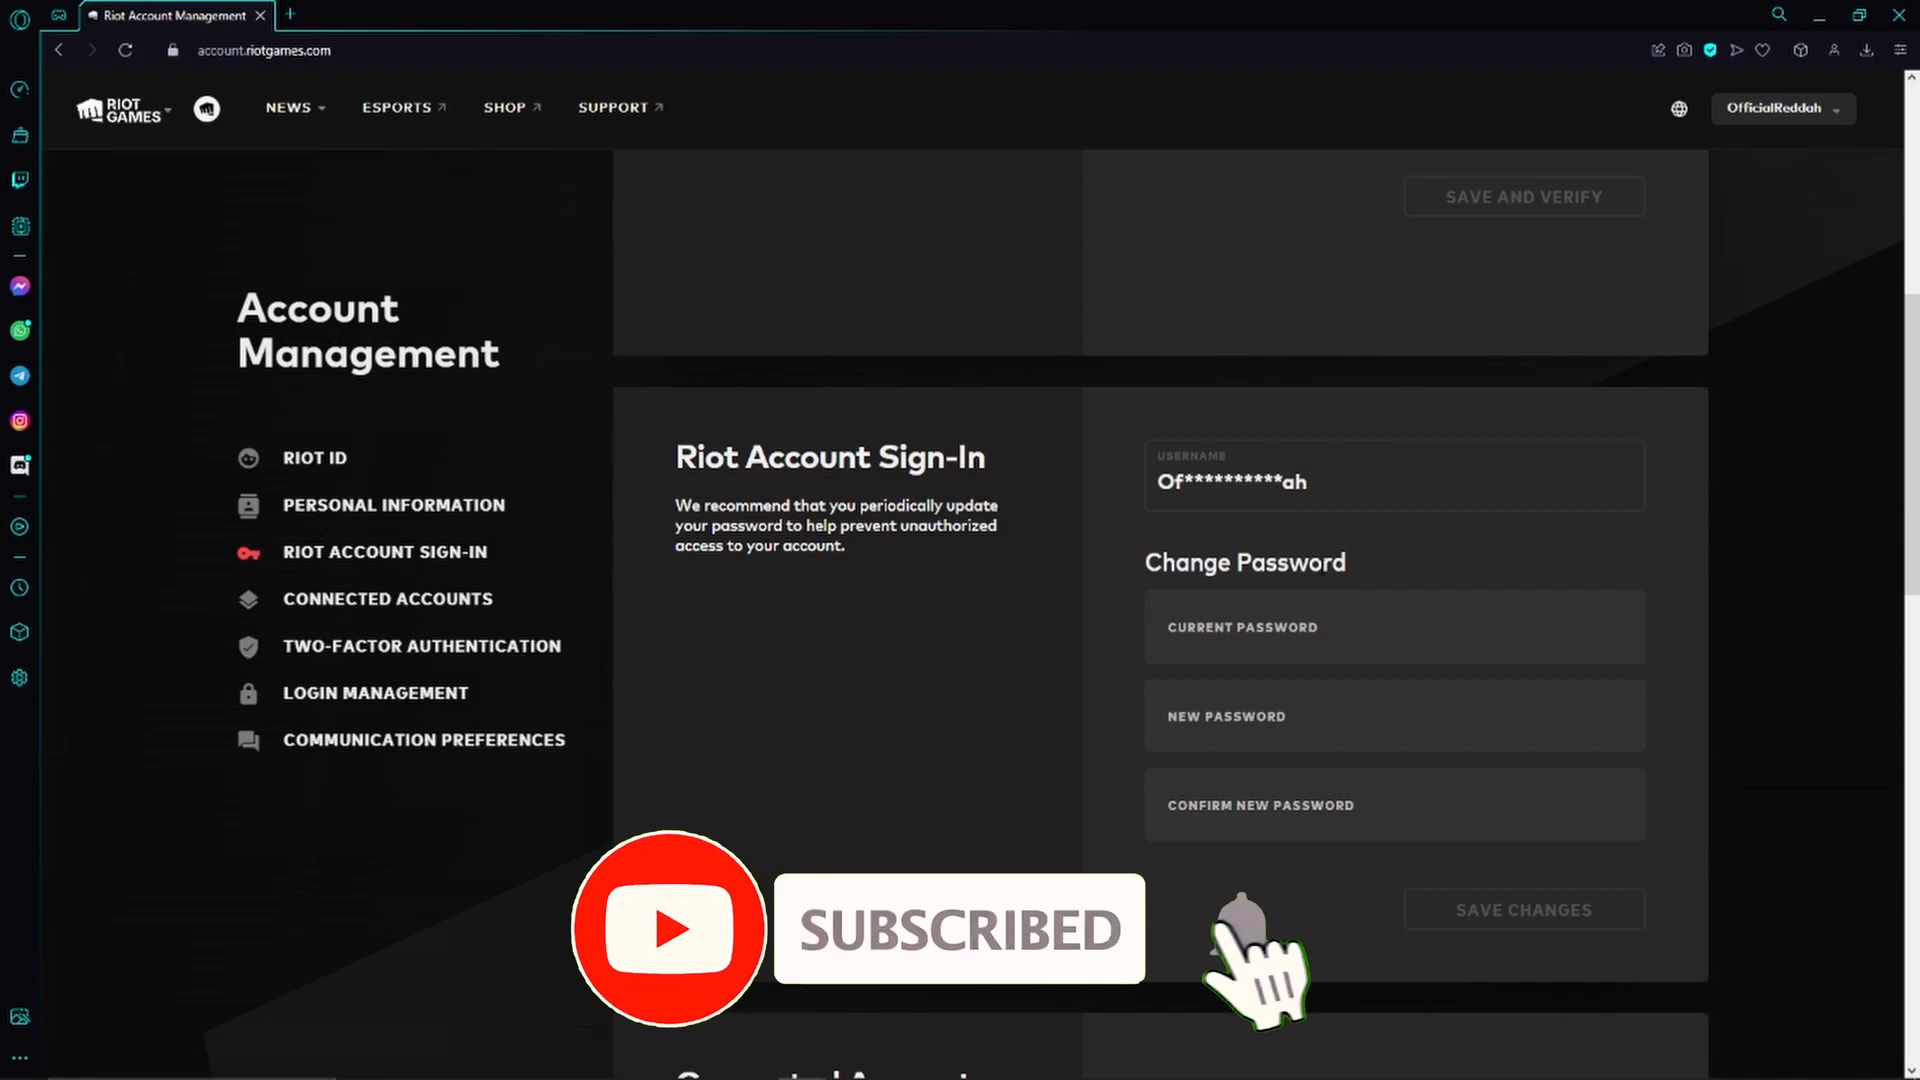 Riot Account Management
account.riotgames.com
RIOT GAMES
NEWS
ESPORTS
SHOP
SUPPORT
OfficialReddah
SAVE AND VERIFY
Account
Management
RIOT ID
PERSONAL INFORMATION
RIOT ACCOUNT SIGN-IN
CONNECTED ACCOUNTS
TWO-FACTOR AUTHENTICATION
LOGIN MANAGEMENT
COMMUNICATION PREFERENCES
Riot Account Sign-In
We recommend that you periodically update
your password to help prevent unauthorized
access to your account.
USERNAME
Of**********ah
Change Password
CURRENT PASSWORD
NEW PASSWORD
CONFIRM NEW PASSWORD
SAVE CHANGES
SUBSCRIBED